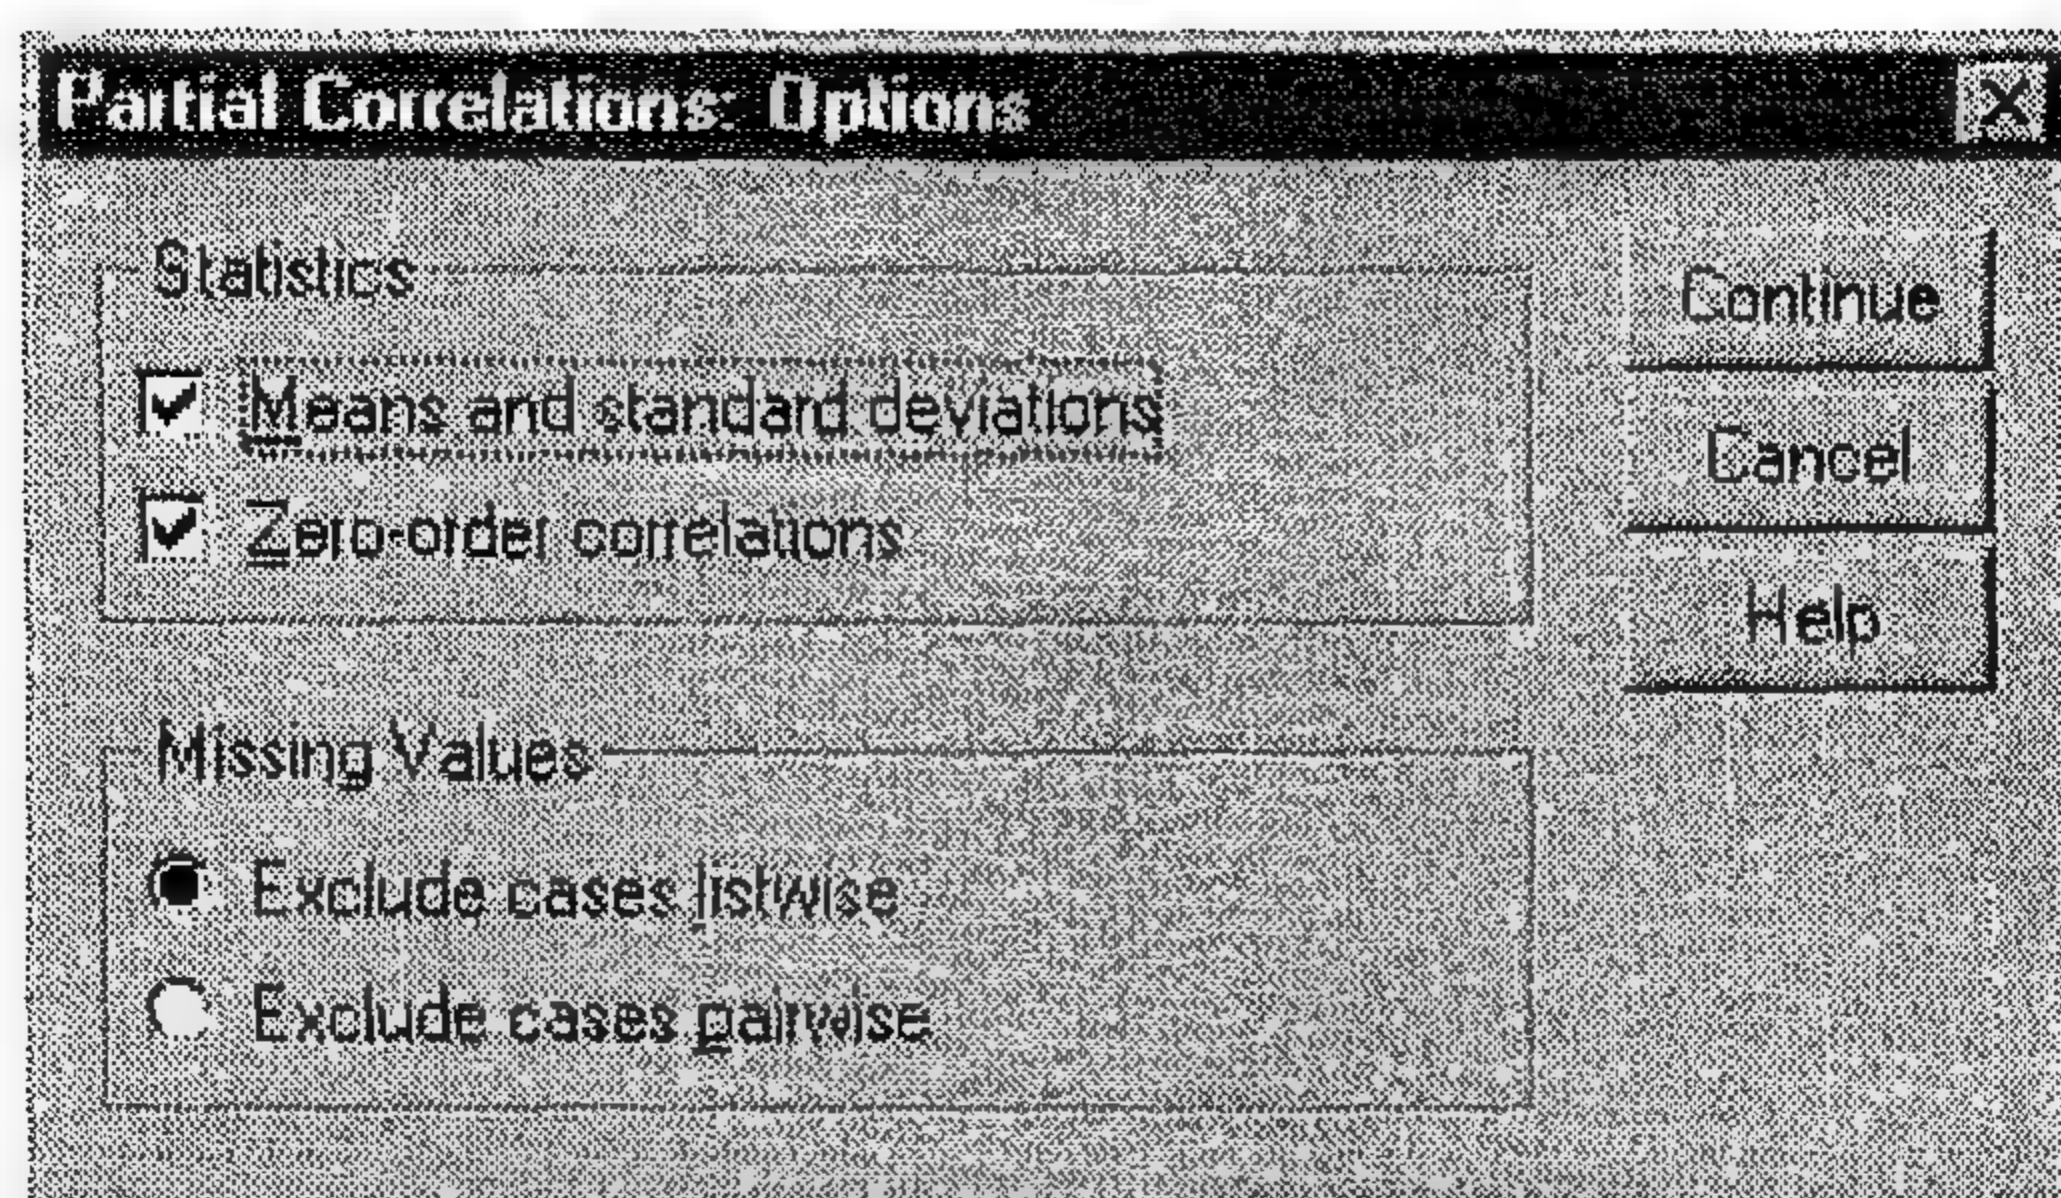 Partial Correlations: Options
Statistics
Means and standard deviations
Zero-order correlations
Missing Values
Exclude cases listwise
Exclude cases pairwise
Continue
Cancel
Help